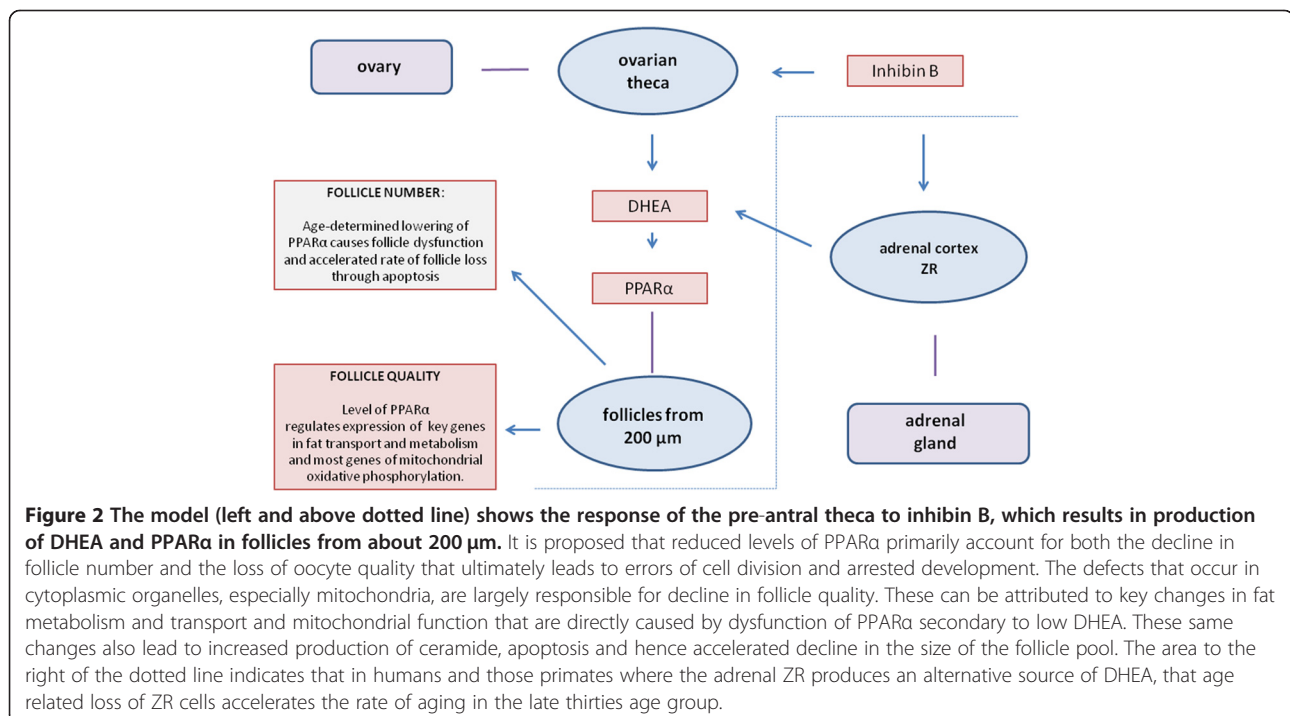 ovary
ovarian
theca
Inhibin B
FOLLICLE NUMBER:
Age-determined lowering of
PPARα causes follicle dysfunction
and accelerated rate of follicle loss
through apoptosis
DHEA
adrenal cortex
ZR
PPARα
FOLLICLE QUALITY
Level of PPARα
regulates expression of key genes
in fat transport and metabolism
and most genes of mitochondrial
oxidative phosphorylation.
follicles from
200 µm
adrenal
gland
Figure 2 The model (left and above dotted line) shows the response of the pre-antral theca to inhibin B, which results in production
of DHEA and PPARα in follicles from about 200 µm. It is proposed that reduced levels of PPARα primarily account for both the decline in
follicle number and the loss of oocyte quality that ultimately leads to errors of cell division and arrested development. The defects that occur in
cytoplasmic organelles, especially mitochondria, are largely responsible for decline in follicle quality. These can be attributed to key changes in fat
metabolism and transport and mitochondrial function that are directly caused by dysfunction of PPARα secondary to low DHEA. These same
changes also lead to increased production of ceramide, apoptosis and hence accelerated decline in the size of the follicle pool. The area to the
right of the dotted line indicates that in humans and those primates where the adrenal ZR produces an alternative source of DHEA, that age
related loss of ZR cells accelerates the rate of aging in the late thirties age group.